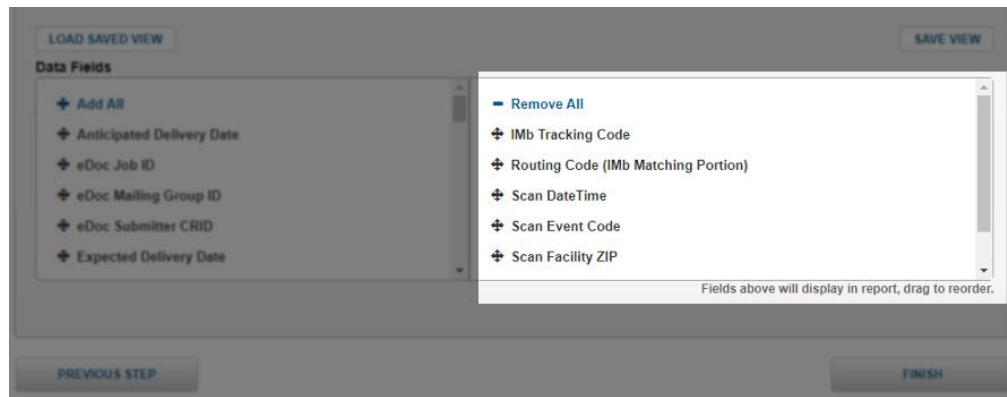 LOAD SAVED VIEW
SAVE VIEW
Data Fields
Add All
Anticipated Delivery Date
eDoc Job ID
eDoc Mailing Group ID
eDoc Submitter CRID
Expected Delivery Date
Remove All
IMb Tracking Code
Routing Code (IMb Matching Portion)
Scan DateTime
Scan Event Code
Scan Facility ZIP
Fields above will display in report, drag to reorder.
PREVIOUS STEP
FINISH